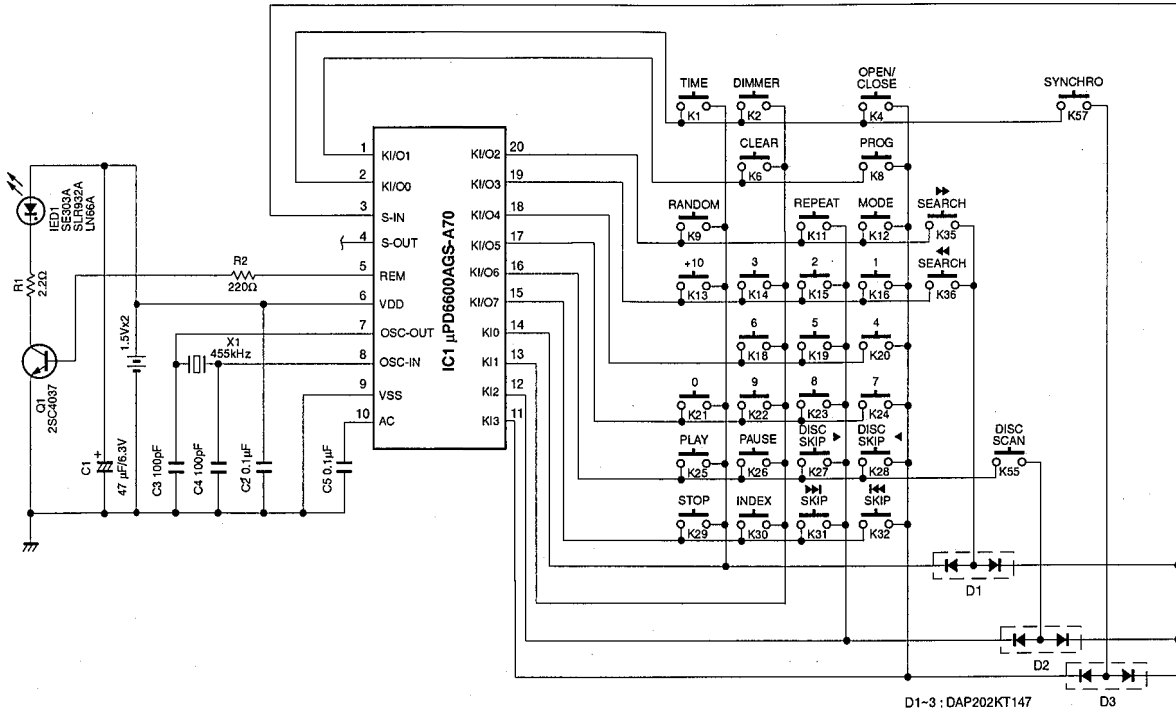 TIME
DIMMER
OPEN/
CLOSE
SYNCHRO
K1
K2
K4
K57
CLEAR
PROG
K6
K8
RANDOM
REPEAT
MODE
SEARCH
K9
K11
K12
K35
SEARCH
+10
3
2
1
K13
K14
K15
K16
K36
6
5
4
K18
K19
K20
0
9
8
7
K21
K22
K23
K24
PLAY
PAUSE
DISC
SKIP
DISC
SKIP
DISC
SCAN
K25
K26
K27
K28
K55
STOP
INDEX
SKIP
SKIP
K29
K30
K31
K32
D1
D2
D3
D1~3 : DAP202KT147
IC1 µPD6600AGS-A70
1 KI/O1
2 KI/O0
3 S-IN
4 S-OUT
5 REM
6 VDD
7 OSC-OUT
8 OSC-IN
9 VSS
10 AC
KI/O2 20
KI/O3 19
KI/O4 18
KI/O5 17
KI/O6 16
KI/O7 15
KI0 14
KI1 13
KI2 12
KI3 11
IED1
SE303A
SLR932A
LN66A
R1
2.2Ω
R2
220Ω
Q1
2SC4037
1.5Vx2
X1
455kHz
C1
+
47 µF/6.3V
C3 100pF
C4 100pF
C2 0.1µF
C5 0.1µF